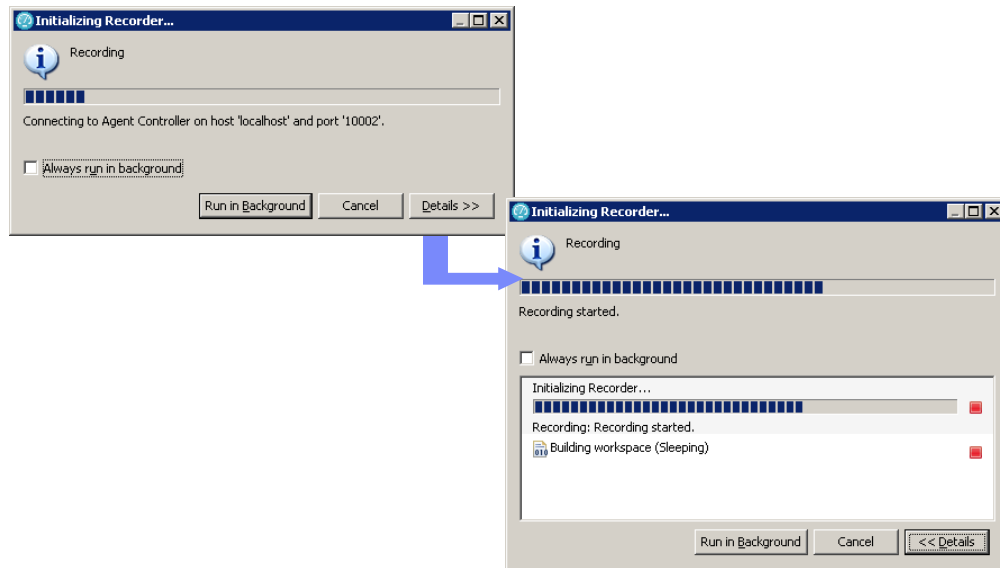 Initializing Recorder...
Recording
Connecting to Agent Controller on host 'localhost' and port '10002'.
Always run in background
Run in Background
Cancel
Details >>
Initializing Recorder...
Recording
Recording started.
Always run in background
Initializing Recorder...
Recording: Recording started.
010 Building workspace (Sleeping)
Run in Background
Cancel
<< Details